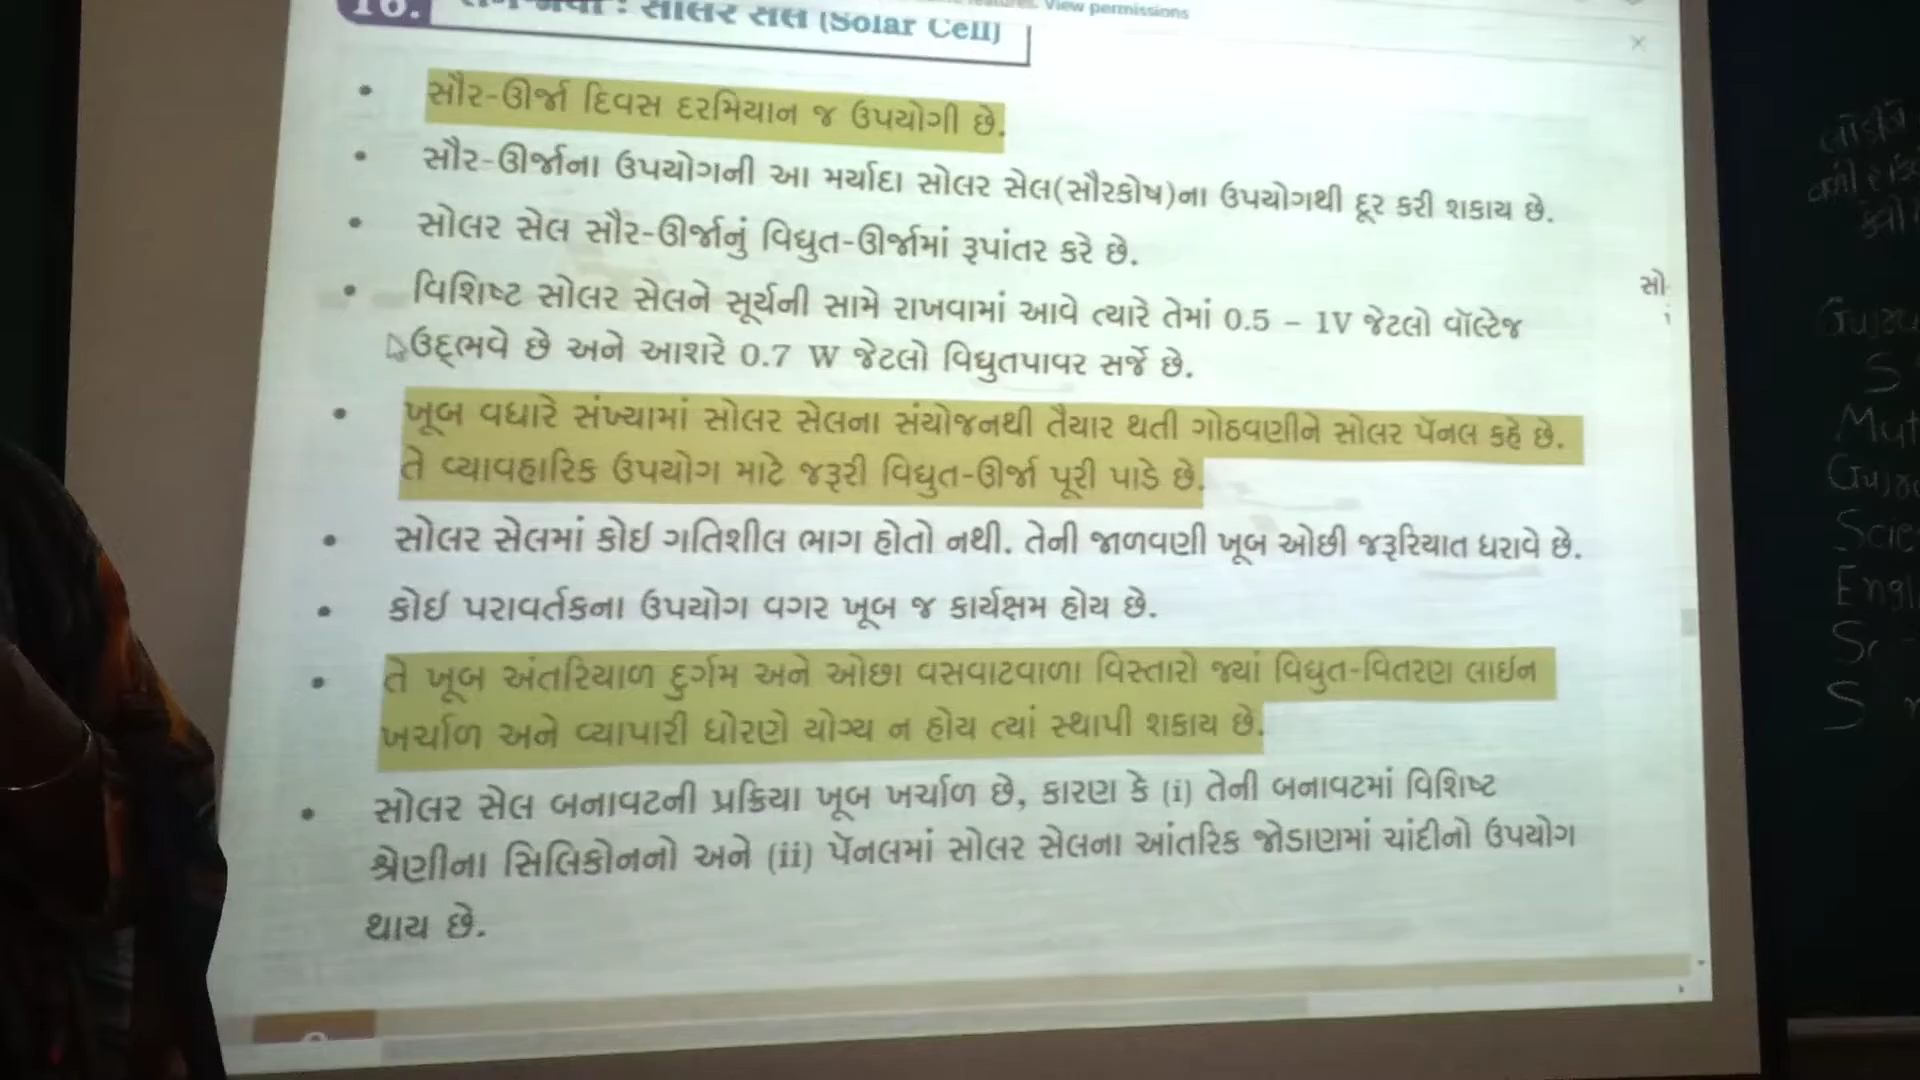 View permissions
16. : સોલર સેલ (Solar Cell)
• સૌર-ઊર્જા દિવસ દરમિયાન જ ઉપયોગી છે.
• સૌર-ઊર્જાના ઉપયોગની આ મર્યાદા સોલર સેલ(સૌરકોષ)ના ઉપયોગથી દૂર કરી શકાય છે.
• સોલર સેલ સૌર-ઊર્જાનું વિદ્યુત-ઊર્જામાં રૂપાંતર કરે છે.
• વિશિષ્ટ સોલર સેલને સૂર્યની સામે રાખવામાં આવે ત્યારે તેમાં 0.5 – 1V જેટલો વૉલ્ટેજ
ઉદ્ભવે છે અને આશરે 0.7 W જેટલો વિદ્યુતપાવર સર્જે છે.
• ખૂબ વધારે સંખ્યામાં સોલર સેલના સંયોજનથી તૈયાર થતી ગોઠવણીને સોલર પૅનલ કહે છે.
તે વ્યાવહારિક ઉપયોગ માટે જરૂરી વિદ્યુત-ઊર્જા પૂરી પાડે છે.
• સોલર સેલમાં કોઈ ગતિશીલ ભાગ હોતો નથી. તેની જાળવણી ખૂબ ઓછી જરૂરિયાત ધરાવે છે.
• કોઈ પરાવર્તકના ઉપયોગ વગર ખૂબ જ કાર્યક્ષમ હોય છે.
• તે ખૂબ અંતરિયાળ દુર્ગમ અને ઓછા વસવાટવાળા વિસ્તારો જ્યાં વિદ્યુત-વિતરણ લાઈન
ખર્ચાળ અને વ્યાપારી ધોરણે યોગ્ય ન હોય ત્યાં સ્થાપી શકાય છે.
• સોલર સેલ બનાવટની પ્રક્રિયા ખૂબ ખર્ચાળ છે, કારણ કે (i) તેની બનાવટમાં વિશિષ્ટ
શ્રેણીના સિલિકોનનો અને (ii) પૅનલમાં સોલર સેલના આંતરિક જોડાણમાં ચાંદીનો ઉપયોગ
થાય છે.
સો